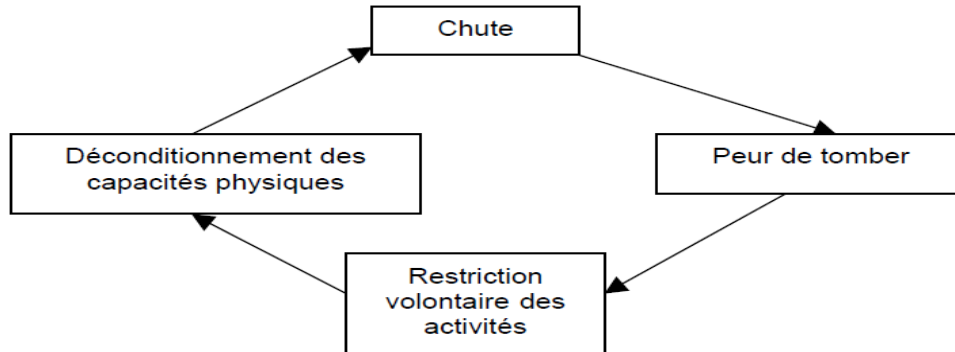 Chute
Déconditionnement des
capacités physiques
Peur de tomber
Restriction
volontaire des
activités